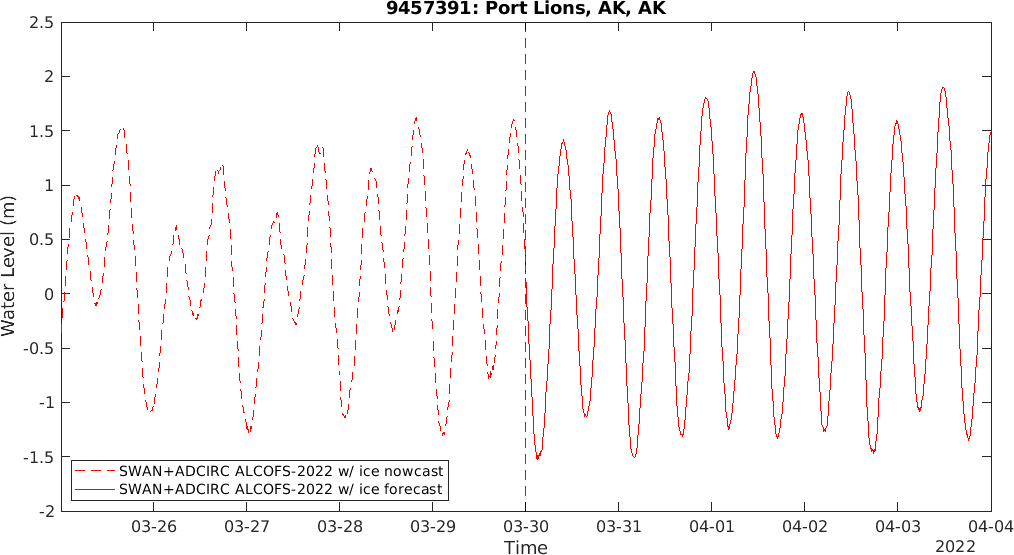 9457391: Port Lions, AK, AK
2.5
2
1.5
1
0.5
0
-0.5
-1
-1.5
-2
Water Level (m)
SWAN+ADCIRC ALCOFS-2022 w/ ice nowcast
SWAN+ADCIRC ALCOFS-2022 w/ ice forecast
03-26 03-27 03-28 03-29 03-30 03-31 04-01 04-02 04-03 04-04
Time
2022